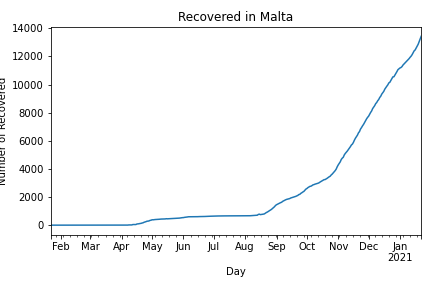 Recovered in Malta
Number of Recovered
14000
12000
10000
8000
6000
4000
2000
0
Feb Mar Apr May Jun Jul Aug Sep Oct Nov Dec Jan
2021
Day